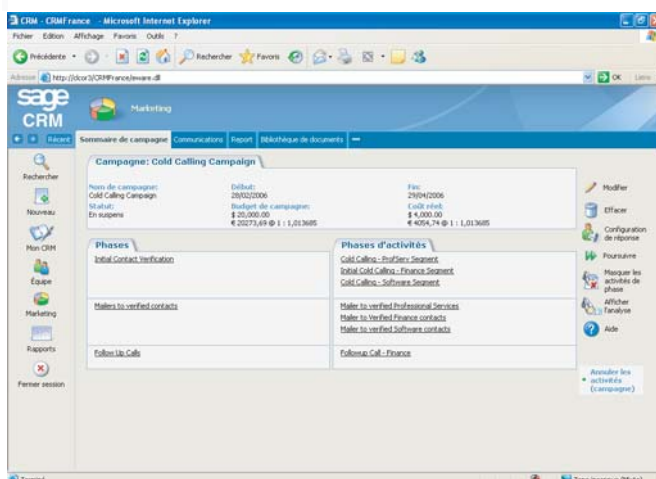 CRM - CRMFrance - Microsoft Internet Explorer
Fichier Edition Affichage Favoris Outils ?
Précédente Rechercher Favoris
Adresse http://dcor3/CRMFrance/eware.dll OK Liens
sage
CRM
Marketing
Récent Sommaire de campagne Communications Report Bibliothèque de documents
Rechercher
Nouveau
Mon CRM
Équipe
Marketing
Rapports
Fermer session
Campagne: Cold Calling Campaign
Nom de campagne: Début: Fin:
Cold Calling Campaign 28/02/2006 29/04/2006
Statut: Budget de campagne: Coût réel:
En suspens $ 20,000.00 $ 4,000.00
€ 20273,69 @ 1 : 1,013685 € 4054,74 @ 1 : 1,013685
Phases Phases d'activités
Initial Contact Verification Cold Calling - ProfServ Segment
Initial Cold Calling - Finance Segment
Cold Calling - Software Segment
Mailers to verified contacts Mailer to verified Professional Services
Mailer to Verified Finance contacts
Mailer to verified Software contacts
Follow Up Calls Followup Call - Finance
Modifier
Effacer
Configuration de réponse
Poursuivre
Masquer les activités de phase
Afficher l'analyse
Aide
Annuler les
activités
(campagne)
Terminé